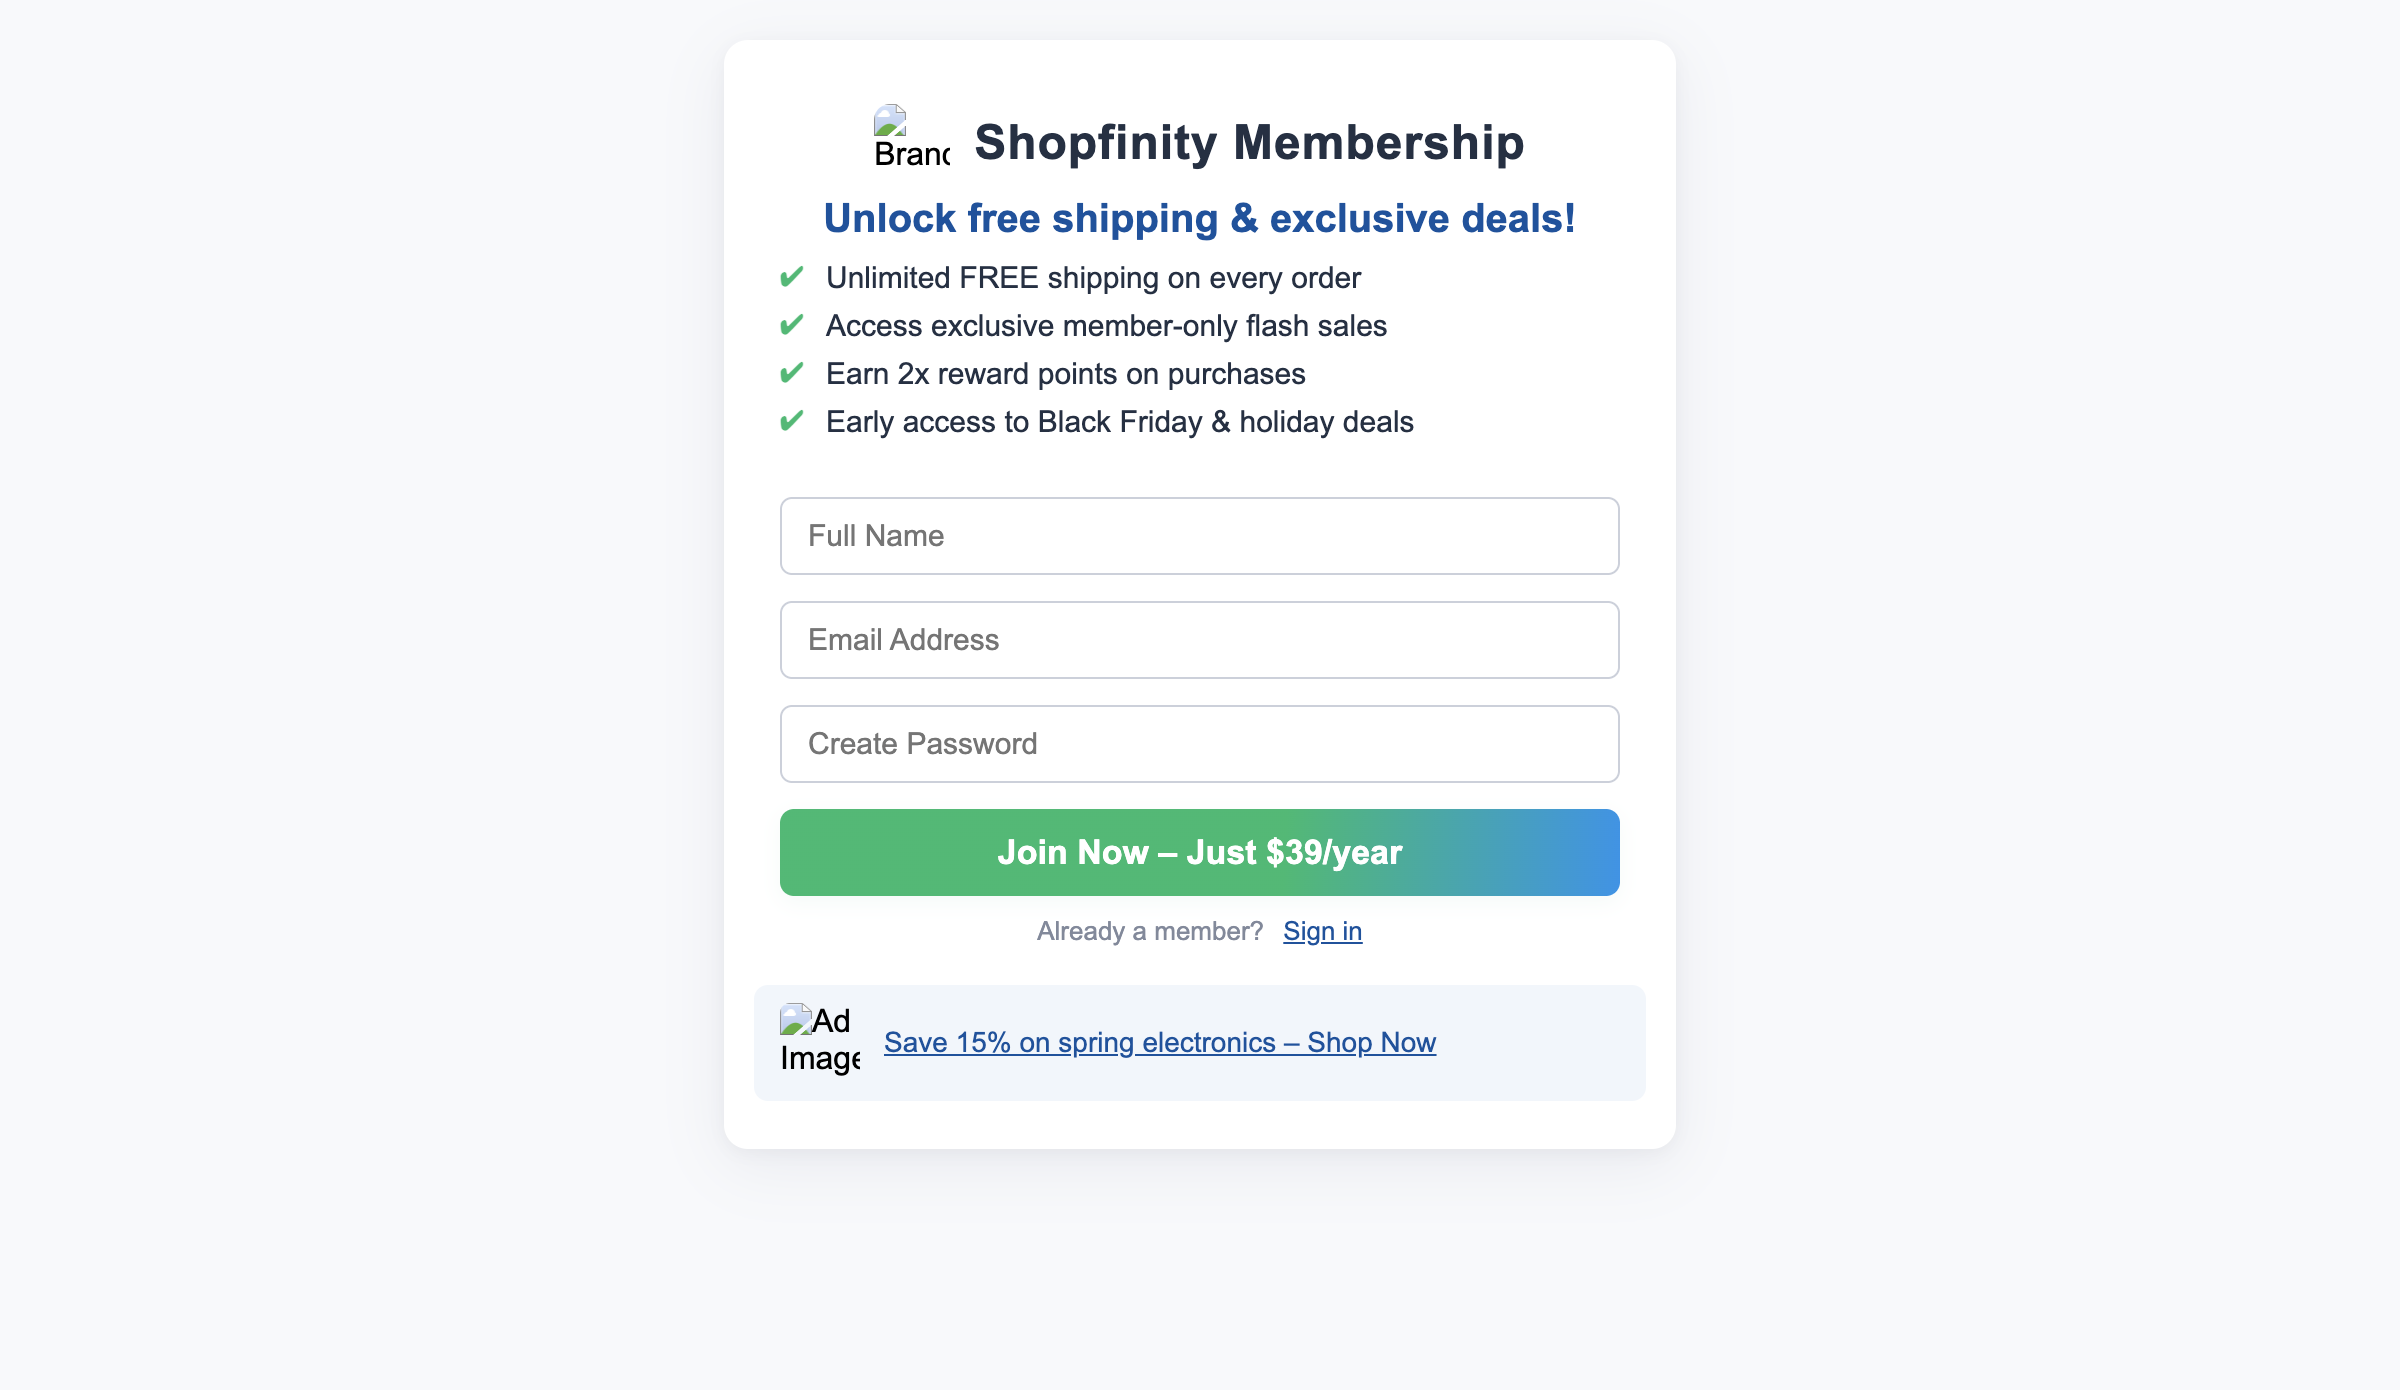 Shopfinity Membership
Unlock free shipping & exclusive deals!
✔ Unlimited FREE shipping on every order
✔ Access exclusive member-only flash sales
✔ Earn 2x reward points on purchases
✔ Early access to Black Friday & holiday deals
Full Name
Email Address
Create Password
Join Now – Just $39/year
Already a member? Sign in
Ad
Image
Save 15% on spring electronics – Shop Now